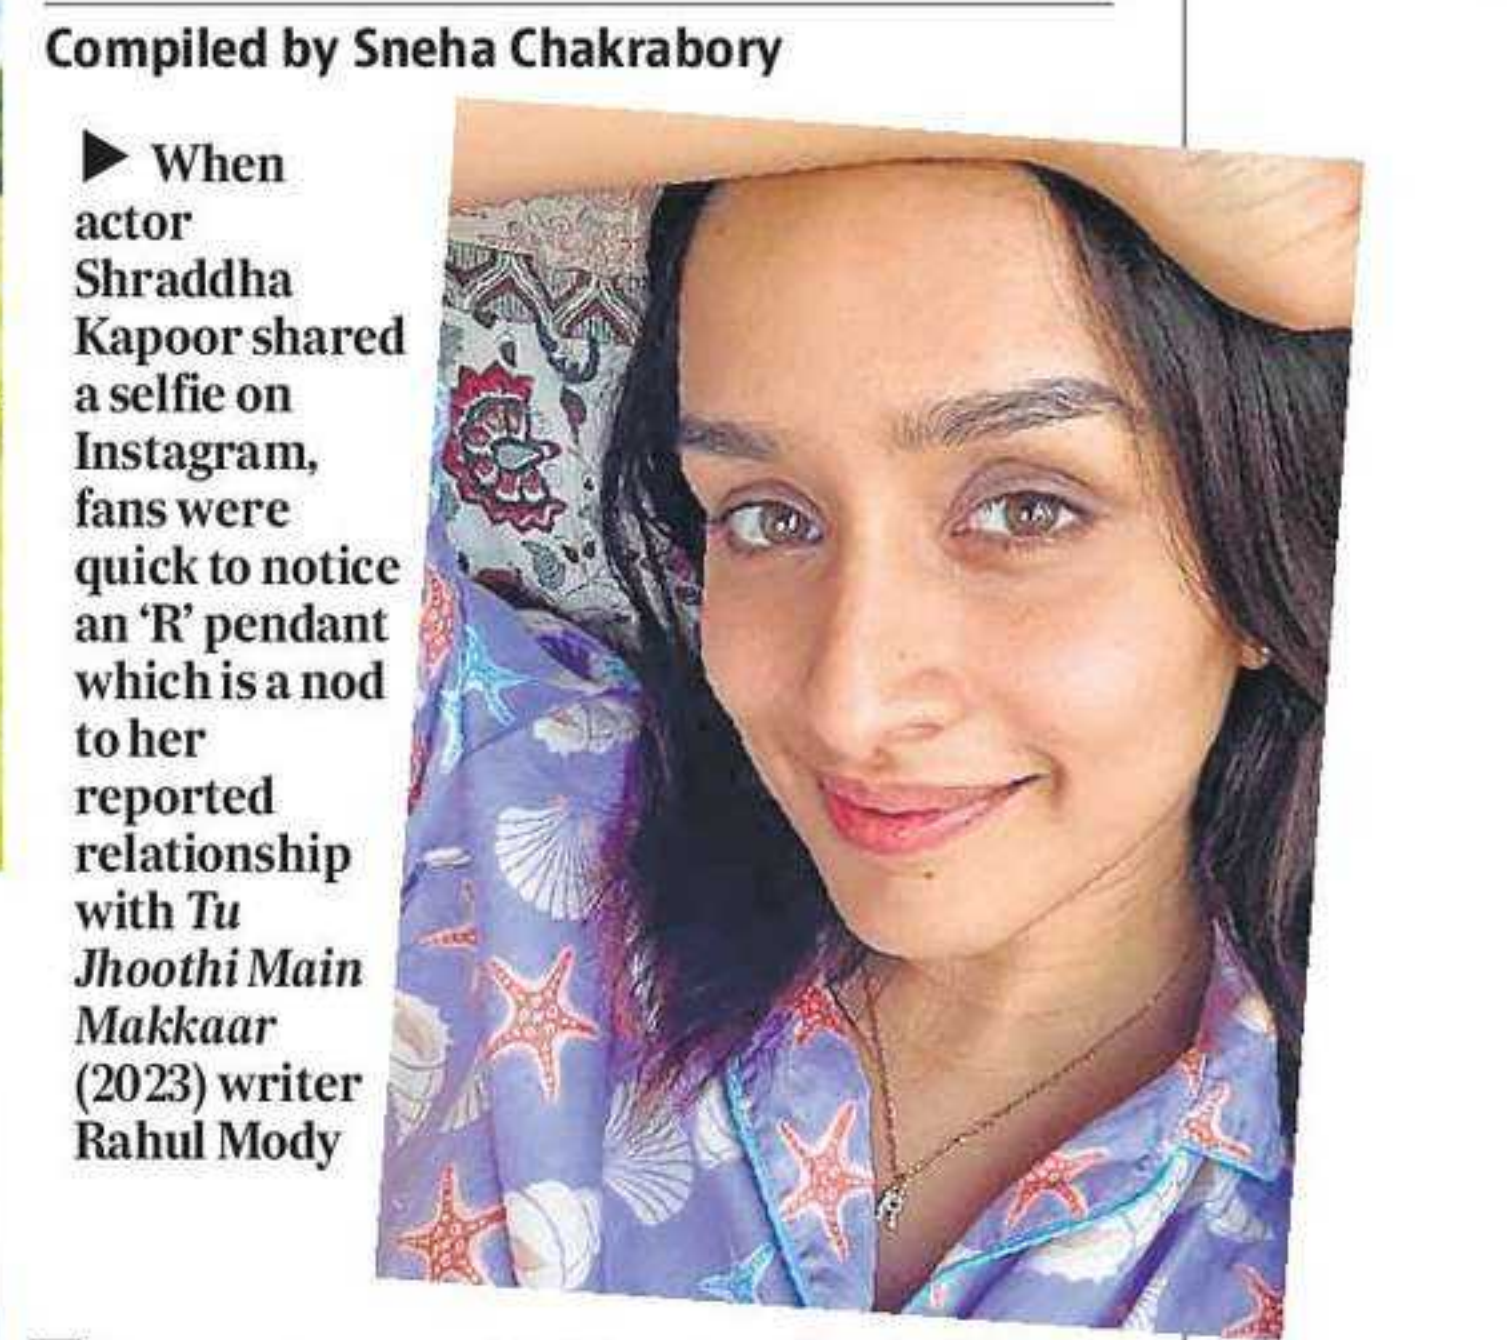 Compiled by Sneha Chakrabory
▶ When
actor
Shraddha
Kapoor shared
a selfie on
Instagram,
fans were
quick to notice
an ‘R’ pendant
which is a nod
to her
reported
relationship
with Tu
Jhoothi Main
Makkaar
(2023) writer
Rahul Mody
R